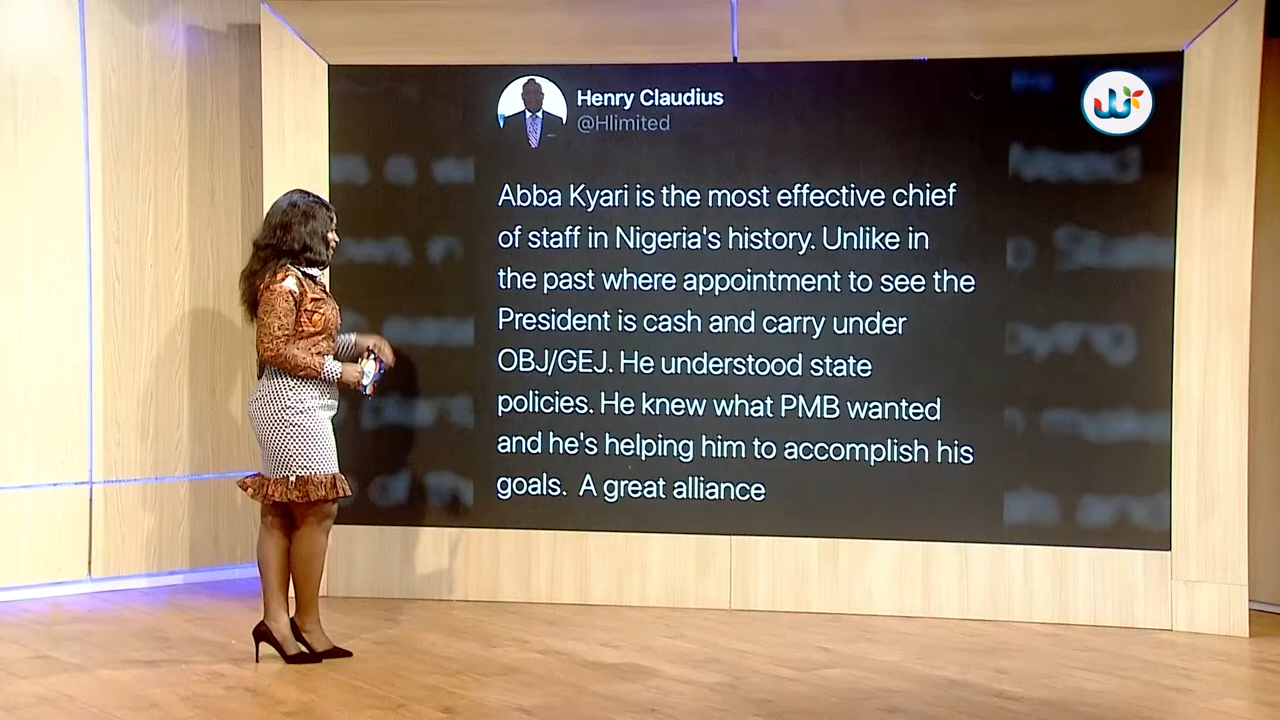 Henry Claudius
@Hlimited
Abba Kyari is the most effective chief
of staff in Nigeria's history. Unlike in
the past where appointment to see the
President is cash and carry under
OBJ/GEJ. He understood state
policies. He knew what PMB wanted
and he's helping him to accomplish his
goals.  A great alliance